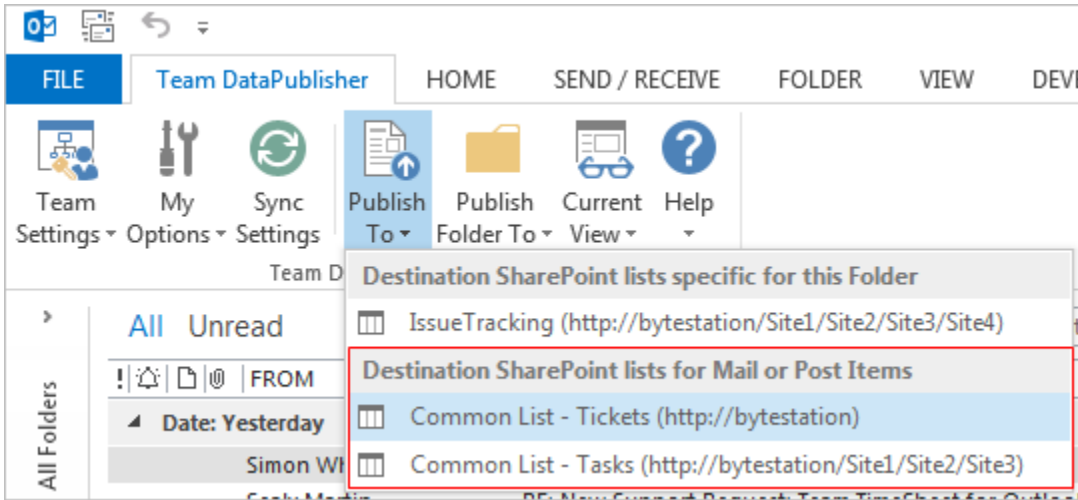 FILE Team DataPublisher HOME SEND / RECEIVE FOLDER VIEW
Team Settings
My Options
Sync Settings
Publish To
Publish Folder To
Current View
Help
Team D
Destination SharePoint lists specific for this Folder
IssueTracking (http://bytestation/Site1/Site2/Site3/Site4)
Destination SharePoint lists for Mail or Post Items
Common List - Tickets (http://bytestation)
Common List - Tasks (http://bytestation/Site1/Site2/Site3)
All Folders
All Unread
! FROM
Date: Yesterday
Simon Wh